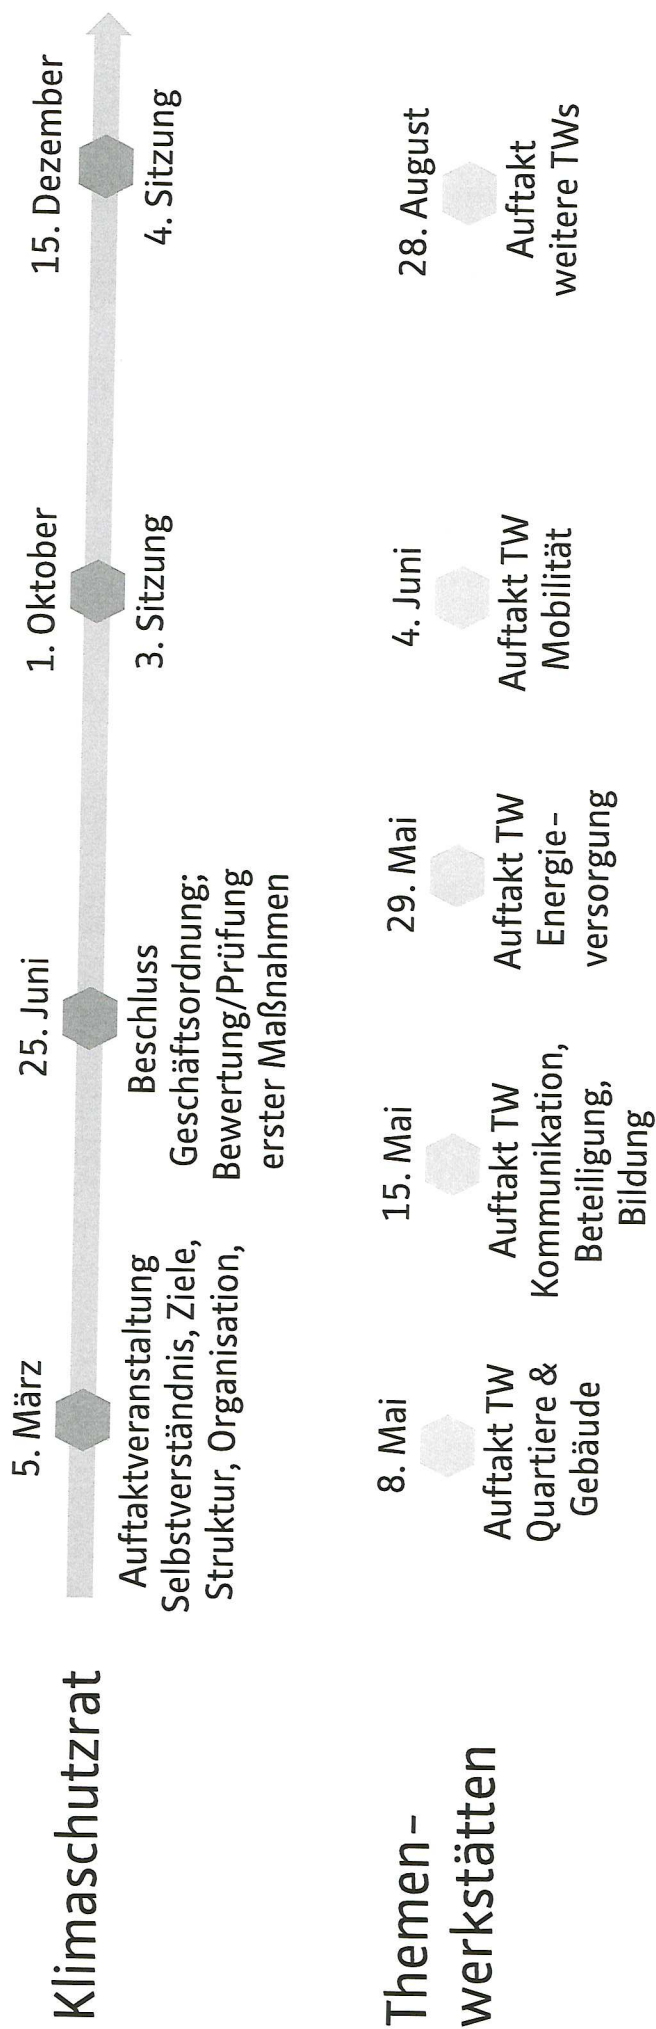 Klimaschutzrat
5. März
Auftaktveranstaltung
Selbstverständnis, Ziele,
Struktur, Organisation,
25. Juni
Beschluss
Geschäftsordnung;
Bewertung/Prüfung
erster Maßnahmen
1. Oktober
3. Sitzung
15. Dezember
4. Sitzung
Themen-
werkstätten
8. Mai
Auftakt TW
Quartiere &
Gebäude
15. Mai
Auftakt TW
Kommunikation,
Beteiligung,
Bildung
29. Mai
Auftakt TW
Energie-
versorgung
4. Juni
Auftakt TW
Mobilität
28. August
Auftakt
weitere TWs